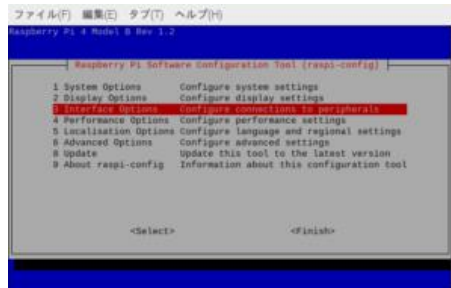 ファイル(F) 編集(E) タブ(T) ヘルプ(H)
Raspberry Pi 4 Model B Rev 1.2
Raspberry Pi Software Configuration Tool (raspi-config)
1 System Options Configure system settings
2 Display Options Configure display settings
3 Interface Options Configure connections to peripherals
4 Performance Options Configure performance settings
5 Localisation Options Configure language and regional settings
6 Advanced Options Configure advanced settings
8 Update Update this tool to the latest version
9 About raspi-config Information about this configuration tool
<Select> <Finish>